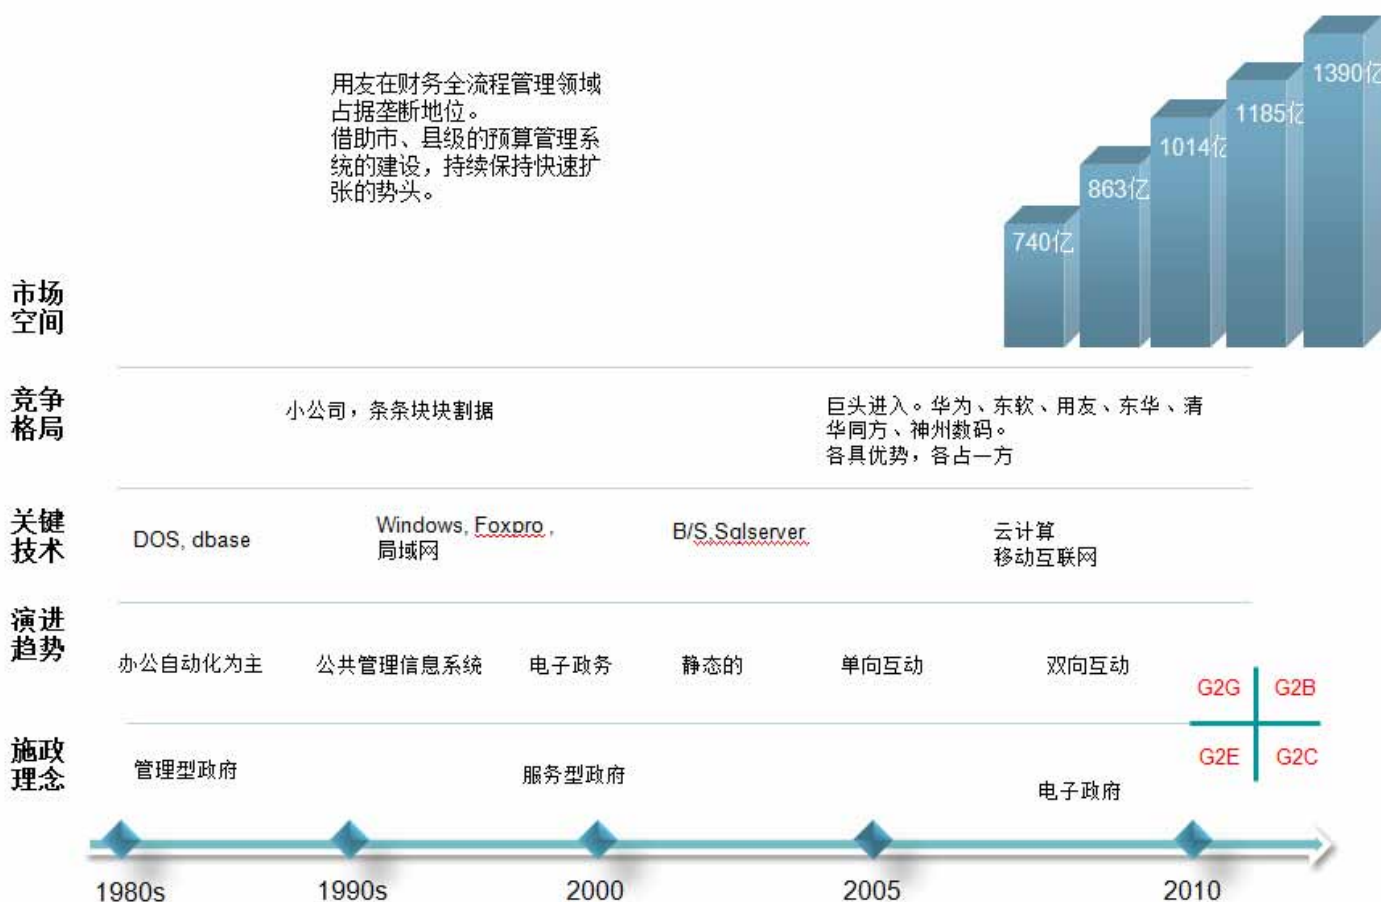 用友在财务全流程管理领域
占据垄断地位。
借助市、县级的预算管理系
统的建设，持续保持快速扩
张的势头。
740亿
863亿
1014亿
1185亿
1390亿
市场
空间
竞争
格局
小公司，条条块块割据
巨头进入。华为、东软、用友、东华、清
华同方、神州数码。
各具优势，各占一方
关键
技术
DOS, dbase
Windows, Foxpro ,
局域网
B/S,Sqlserver
云计算
移动互联网
演进
趋势
办公自动化为主
公共管理信息系统
电子政务
静态的
单向互动
双向互动
G2G
G2B
G2E
G2C
施政
理念
管理型政府
服务型政府
电子政府
1980s
1990s
2000
2005
2010